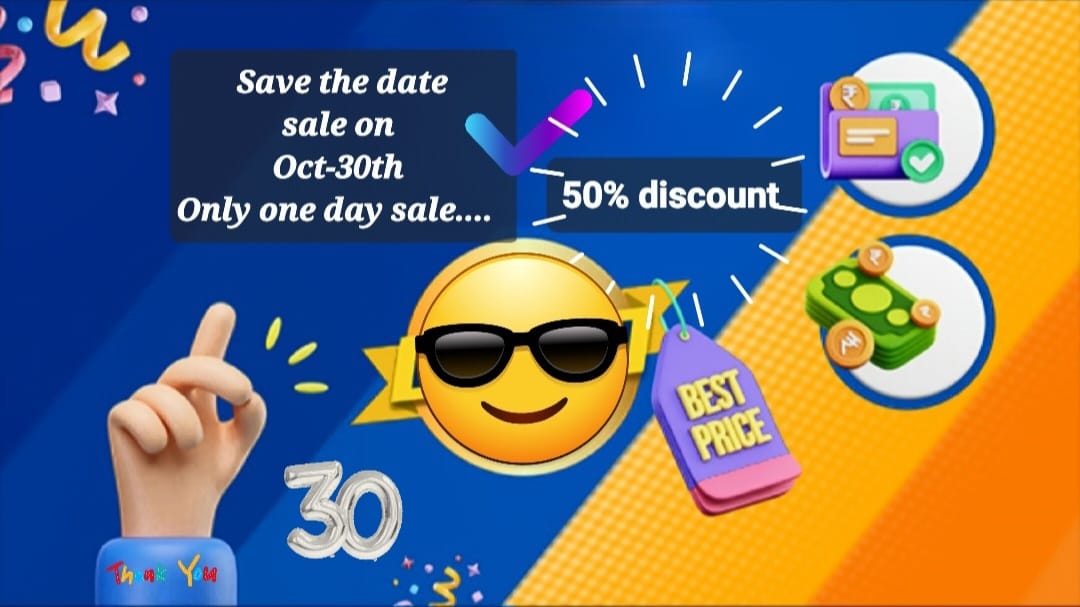 Save the date
sale on
Oct-30th
Only one day sale....
50% discount
BEST
PRICE
30
Thank You